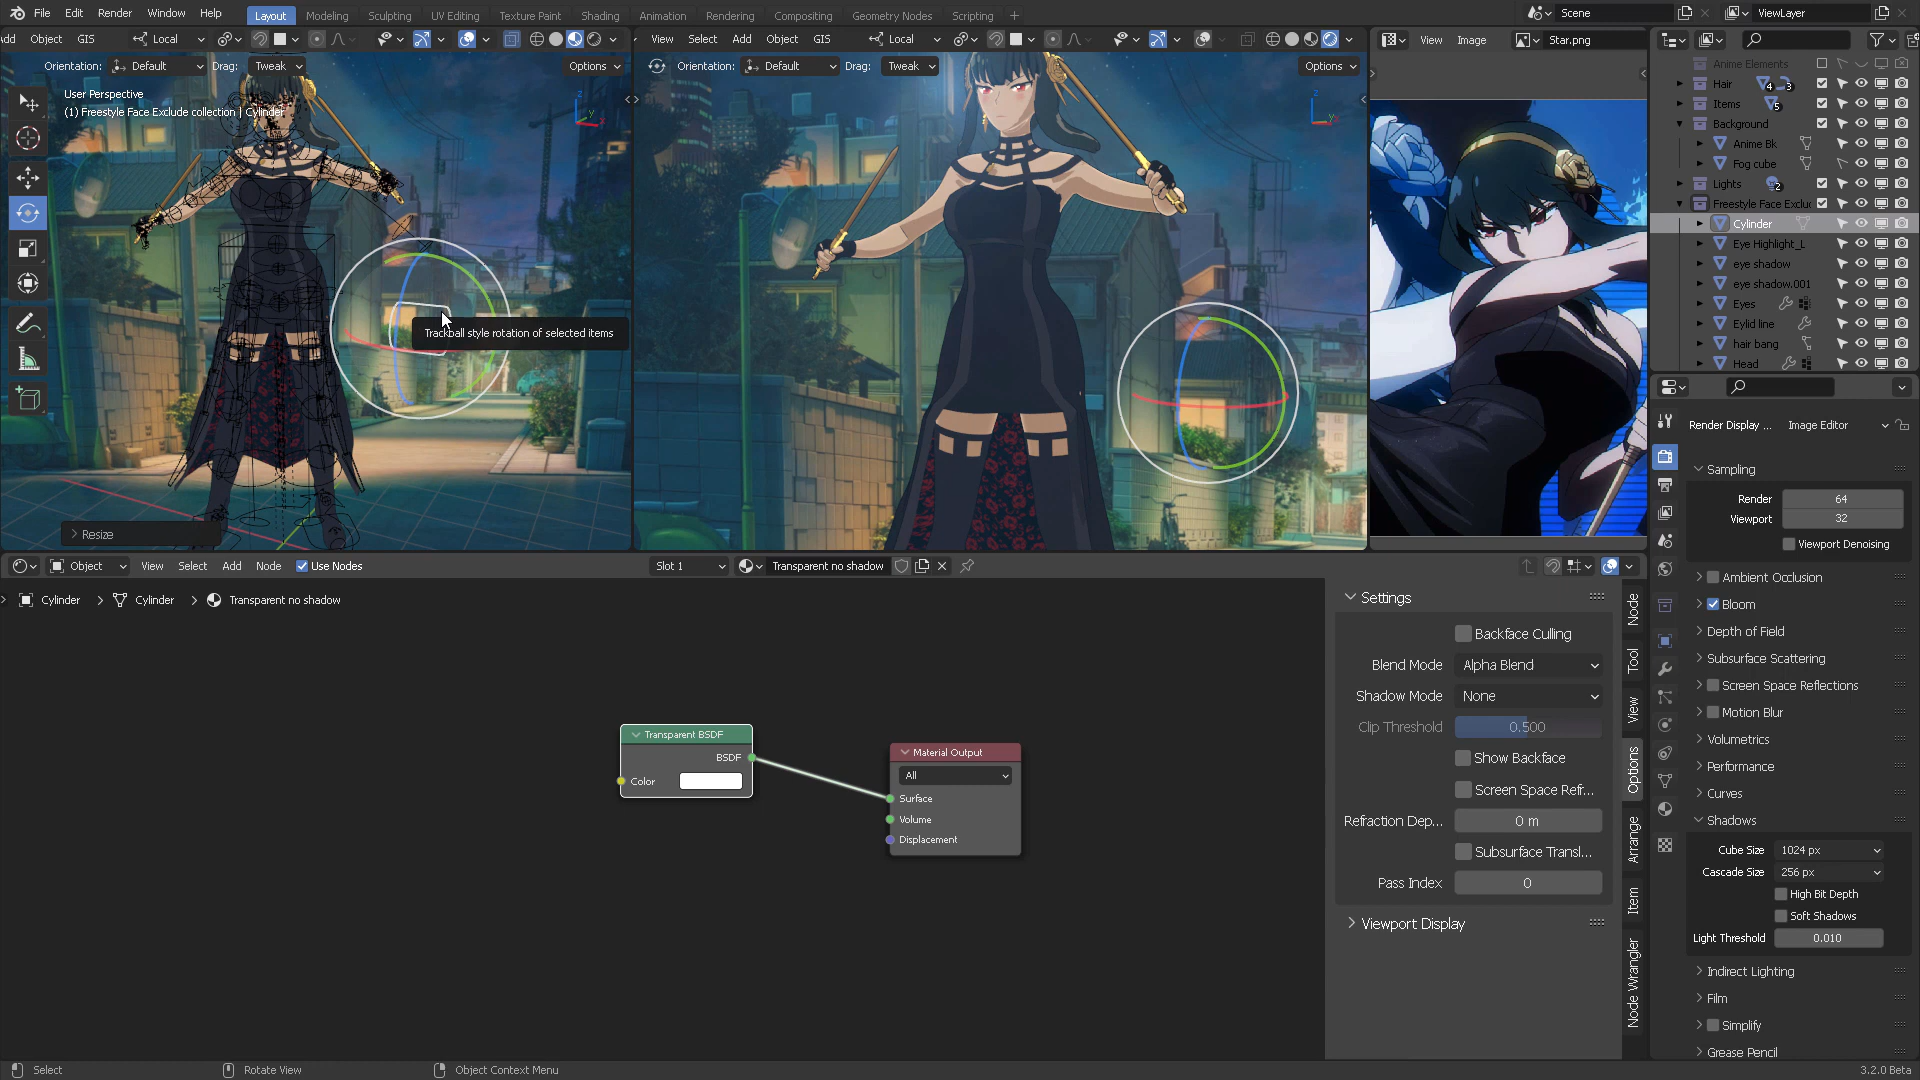 File Edit Render Window Help Layout Modeling Sculpting UV Editing Texture Paint Shading Animation Rendering Compositing Geometry Nodes Scripting + Scene ViewLayer
dd Object GIS Local
View Select Add Object GIS Local
View Image Star.png
Orientation: Default Drag: Tweak Options
Orientation: Default Drag: Tweak Options
User Perspective
(1) Freestyle Face Exclude collection | Cylinder
Trackball style rotation of selected items
Resize
Anime Elements
Hair 4 3
Items 5
Background
Anime Bk
Fog cube
Lights 2
Freestyle Face Exclu
Cylinder
Eye Highlight_L
eye shadow
eye shadow.001
Eyes
Eylid line
hair bang
Head
Object View Select Add Node Use Nodes Slot 1 Transparent no shadow
Cylinder > Cylinder > Transparent no shadow
Transparent BSDF
BSDF
Color
Material Output
All
Surface
Volume
Displacement
Settings
Backface Culling
Blend Mode Alpha Blend
Shadow Mode None
Clip Threshold 0.500
Show Backface
Screen Space Refr...
Refraction Dep... 0 m
Subsurface Transl...
Pass Index 0
Viewport Display
Node
Tool
View
Options
Arrange
Item
Node Wrangler
Render Display ... Image Editor
Sampling
Render 64
Viewport 32
Viewport Denoising
Ambient Occlusion
Bloom
Depth of Field
Subsurface Scattering
Screen Space Reflections
Motion Blur
Volumetrics
Performance
Curves
Shadows
Cube Size 1024 px
Cascade Size 256 px
High Bit Depth
Soft Shadows
Light Threshold 0.010
Indirect Lighting
Film
Simplify
Grease Pencil
Select Rotate View Object Context Menu 3.2.0 Beta